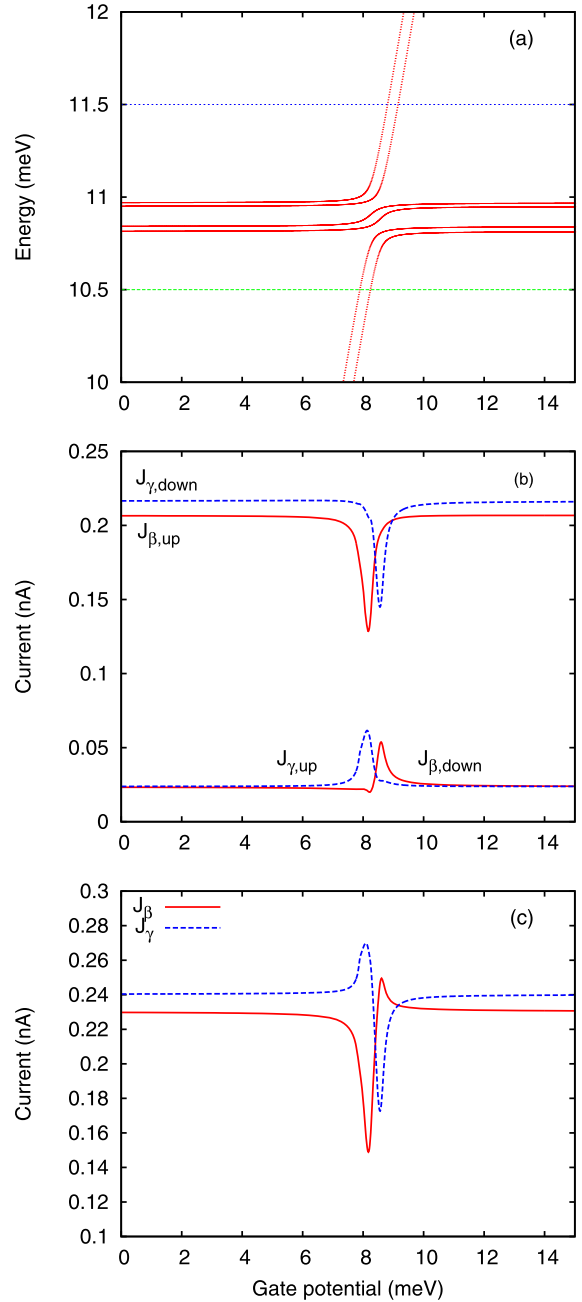 12
(a)
11.5
11
10.5
10
Energy (meV)
0 2 4 6 8 10 12 14
0.25
(b)
Jγ,down
0.2
Jβ,up
0.15
0.1
0.05
Jγ,up
Jβ,down
0
Current (nA)
0 2 4 6 8 10 12 14
0.3
Jβ
(c)
0.28
Jγ
0.26
0.24
0.22
0.2
0.18
0.16
0.14
0.12
0.1
Current (nA)
0 2 4 6 8 10 12 14
Gate potential (meV)